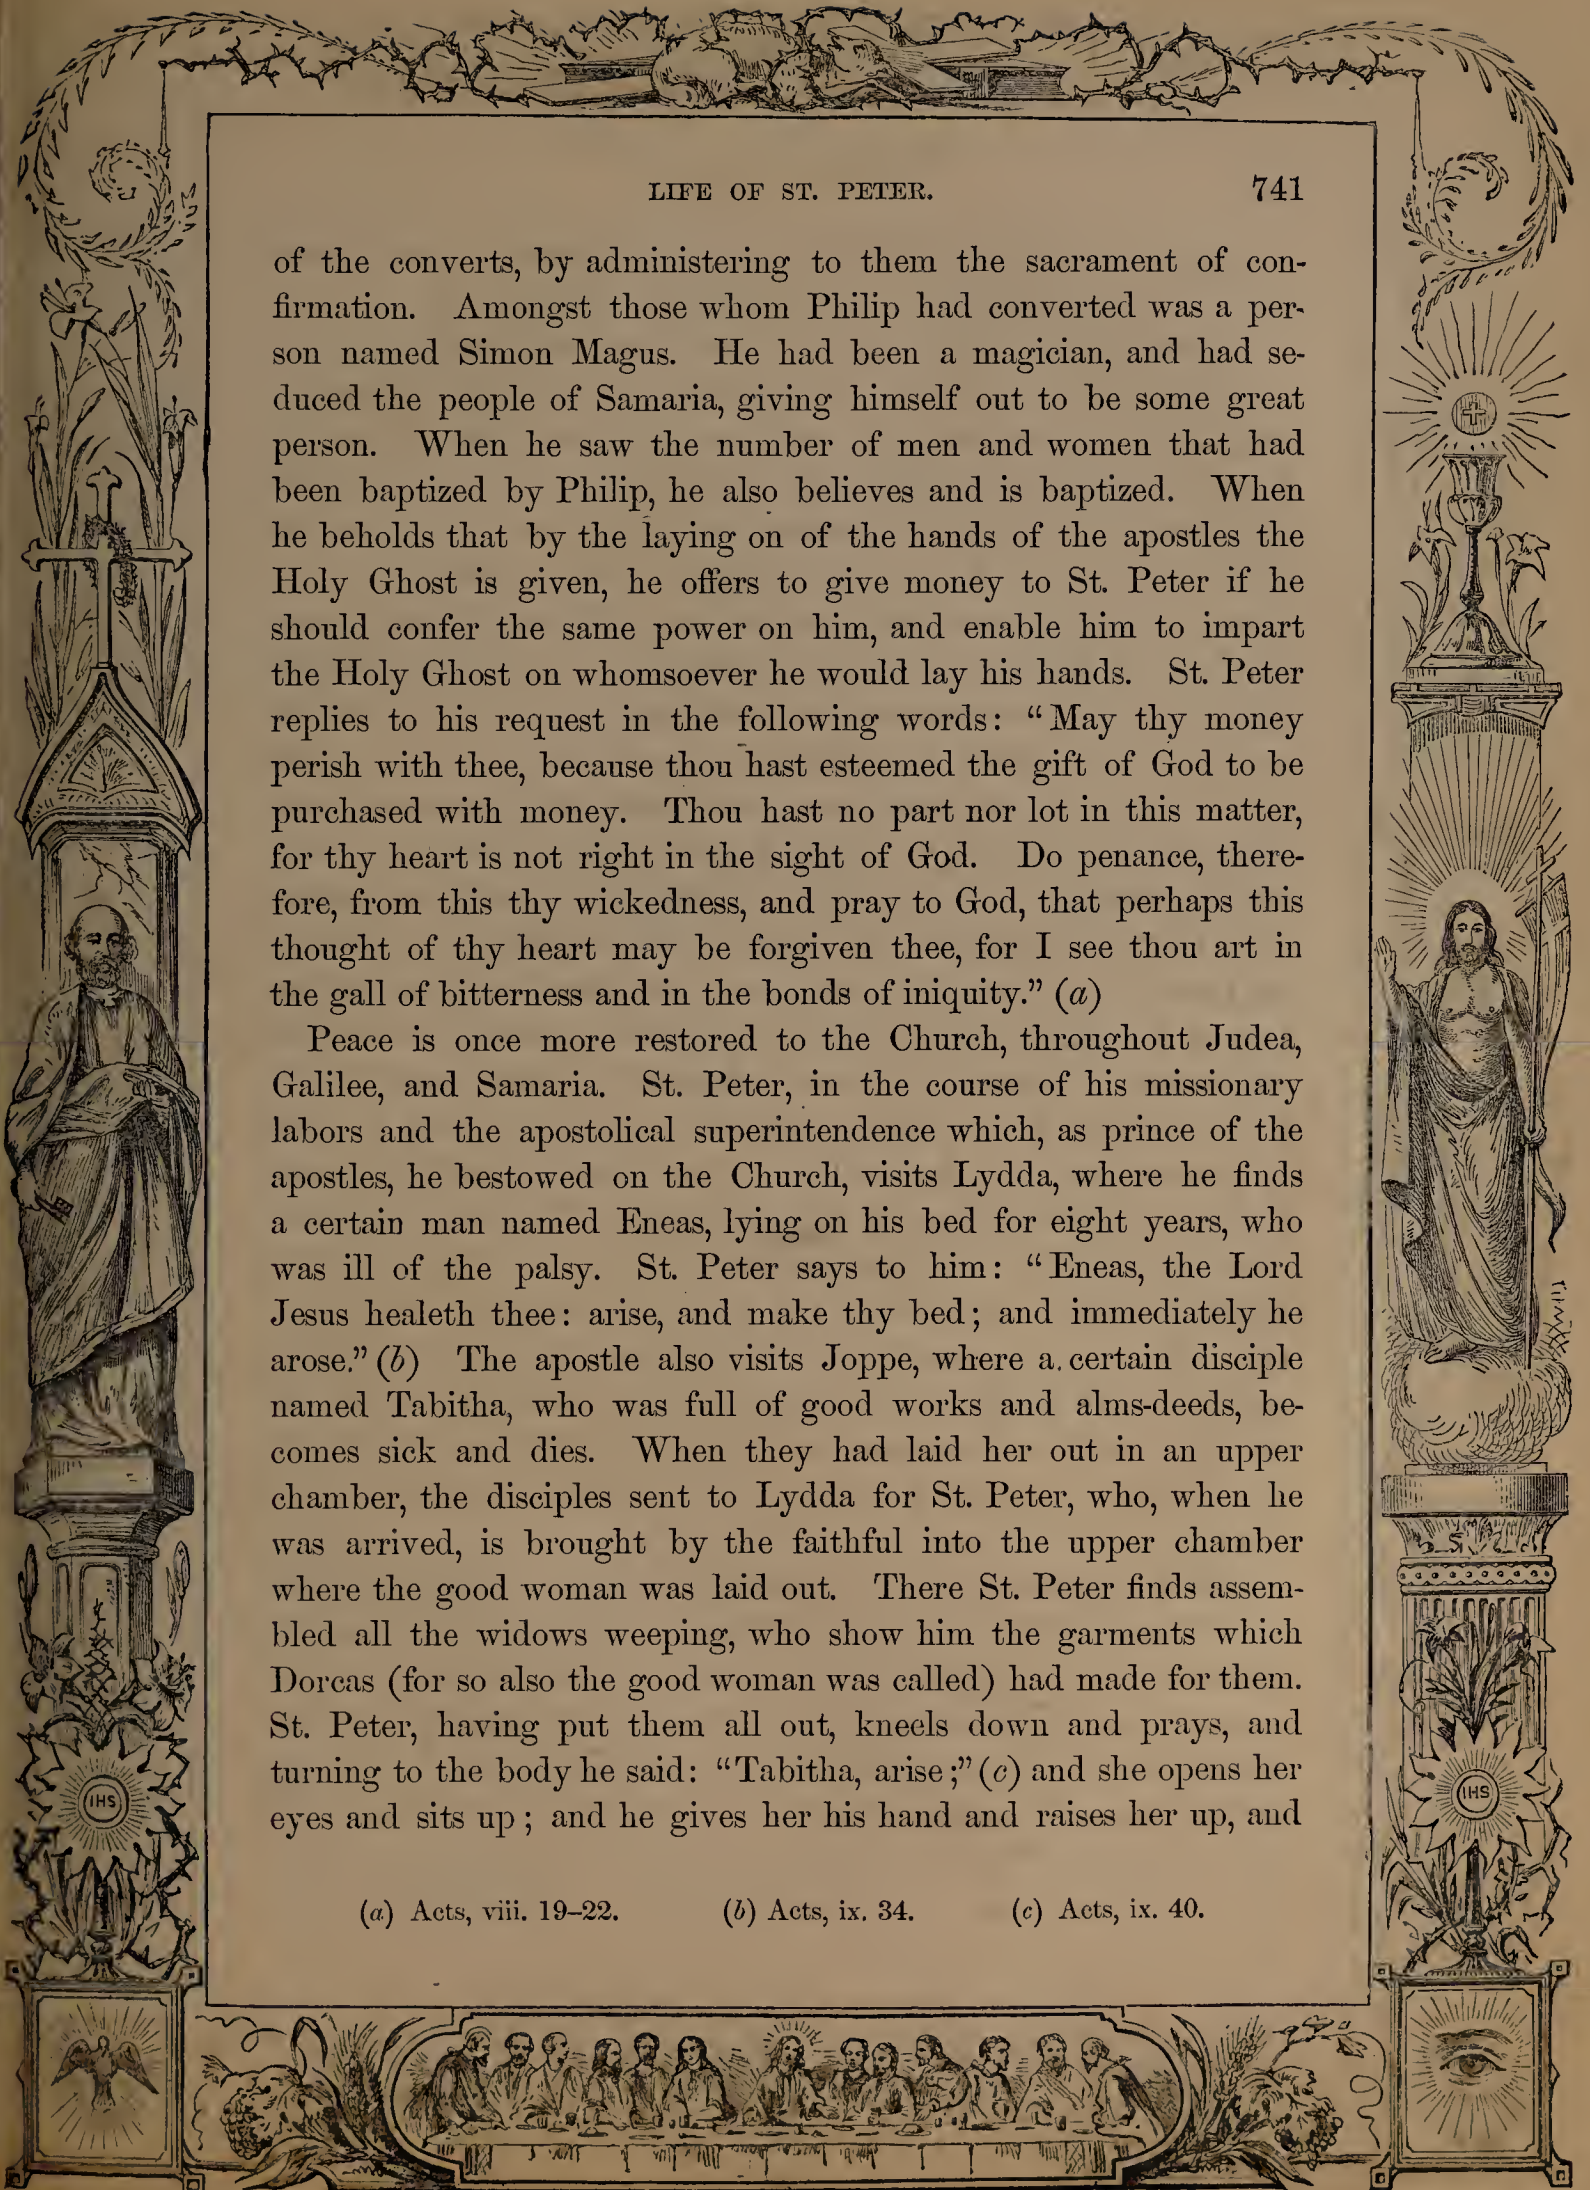 LIFE OF ST. PETER. 741
of the converts, by administering to them the sacrament of con-
firmation. Amongst those whom Philip had converted was a per-
son named Simon Magus. He had been a magician, and had se-
duced the people of Samaria, giving himself out to be some great
person. When he saw the number of men and women that had
been baptized by Philip, he also believes and is baptized. When
he beholds that by the laying on of the hands of the apostles the
Holy Ghost is given, he offers to give money to St. Peter if he
should confer the same power on him, and enable him to impart
the Holy Ghost on whomsoever he would lay his hands. St. Peter
replies to his request in the following words: “May thy money
perish with thee, because thou hast esteemed the gift of God to be
purchased with money. Thou hast no part nor lot in this matter,
for thy heart is not right in the sight of God. Do penance, there-
fore, from this thy wickedness, and pray to God, that perhaps this
thought of thy heart may be forgiven thee, for I see thou art in
the gall of bitterness and in the bonds of iniquity.” (a)
Peace is once more restored to the Church, throughout Judea,
Galilee, and Samaria. St. Peter, in the course of his missionary
labors and the apostolical superintendence which, as prince of the
apostles, he bestowed on the Church, visits Lydda, where he finds
a certain man named Eneas, lying on his bed for eight years, who
was ill of the palsy. St. Peter says to him: “Eneas, the Lord
Jesus healeth thee: arise, and make thy bed; and immediately he
arose.” (b) The apostle also visits Joppe, where a certain disciple
named Tabitha, who was full of good works and alms-deeds, be-
comes sick and dies. When they had laid her out in an upper
chamber, the disciples sent to Lydda for St. Peter, who, when he
was arrived, is brought by the faithful into the upper chamber
where the good woman was laid out. There St. Peter finds assem-
bled all the widows weeping, who show him the garments which
Dorcas (for so also the good woman was called) had made for them.
St. Peter, having put them all out, kneels down and prays, and
turning to the body he said: “Tabitha, arise;” (c) and she opens her
eyes and sits up; and he gives her his hand and raises her up, and
(a) Acts, viii. 19–22. (b) Acts, ix. 34. (c) Acts, ix. 40.
IHS
IHS